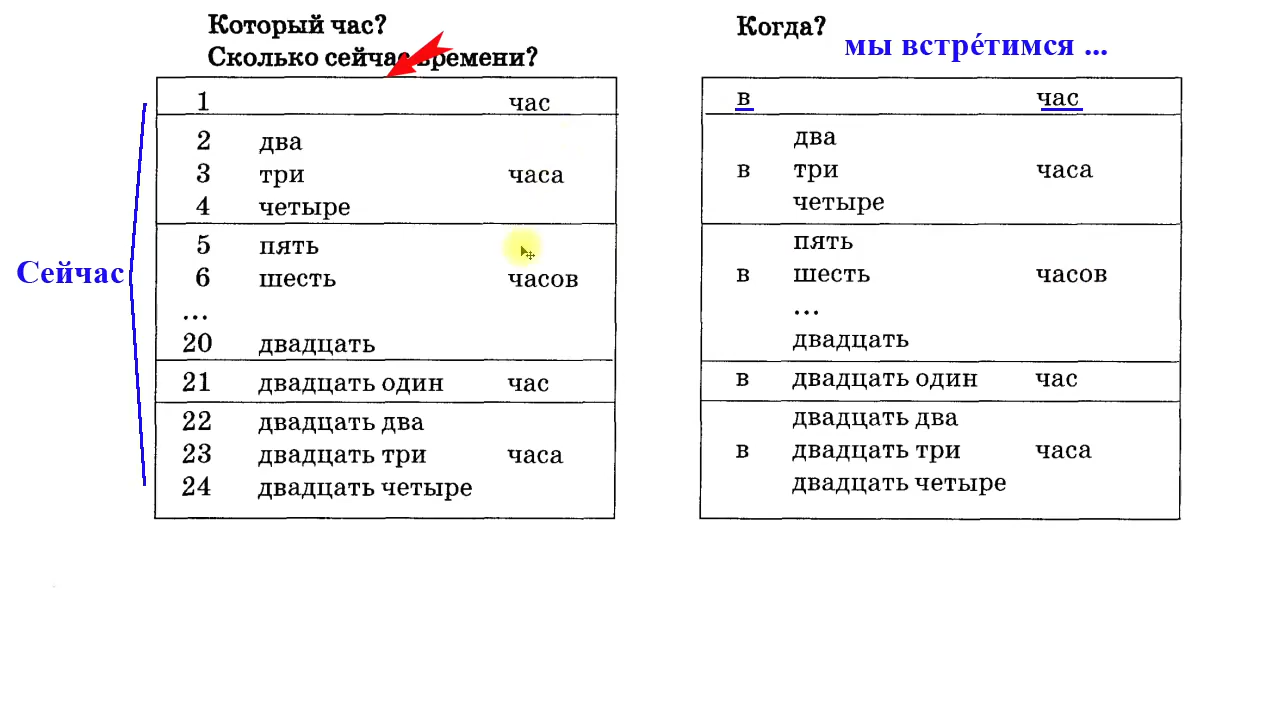 Который час?
Сколько сейчас времени?
Сейчас
1 час
2 два
3 три часа
4 четыре
5 пять
6 шесть часов
...
20 двадцать
21 двадцать один час
22 двадцать два
23 двадцать три часа
24 двадцать четыре
Когда?
мы встре́тимся ...
в час
два
в три часа
четыре
пять
в шесть часов
...
двадцать
в двадцать один час
двадцать два
в двадцать три часа
двадцать четыре